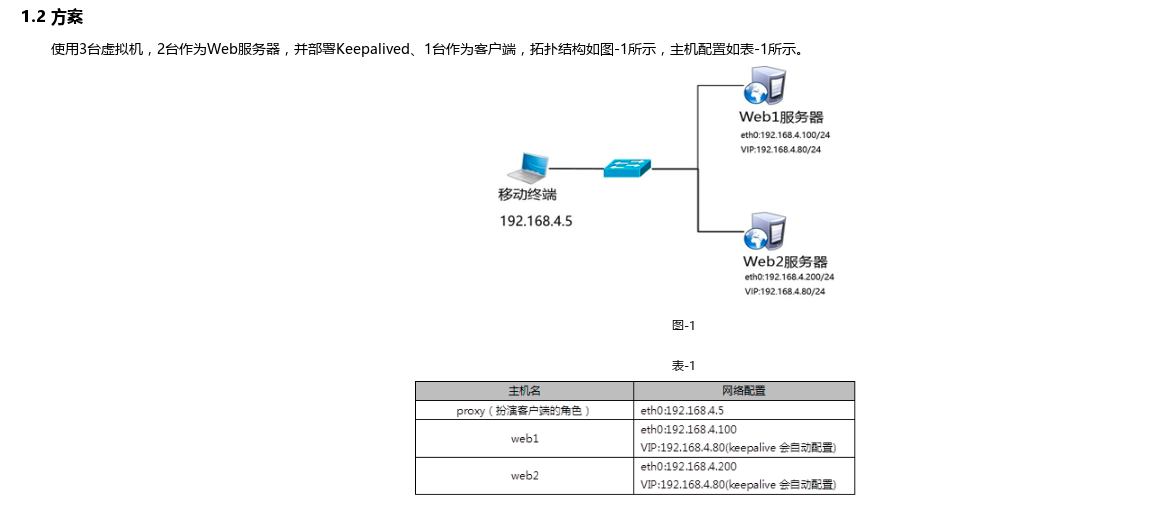 1.2 方案
使用3台虚拟机，2台作为Web服务器，并部署Keepalived、1台作为客户端，拓扑结构如图-1所示，主机配置如表-1所示。
Web1服务器
eth0:192.168.4.100/24
VIP:192.168.4.80/24
移动终端
192.168.4.5
Web2服务器
eth0:192.168.4.200/24
VIP:192.168.4.80/24
图-1
表-1
主机名 网络配置
proxy（扮演客户端的角色） eth0:192.168.4.5
web1 eth0:192.168.4.100
VIP:192.168.4.80(keepalive 会自动配置)
web2 eth0:192.168.4.200
VIP:192.168.4.80(keepalive 会自动配置)